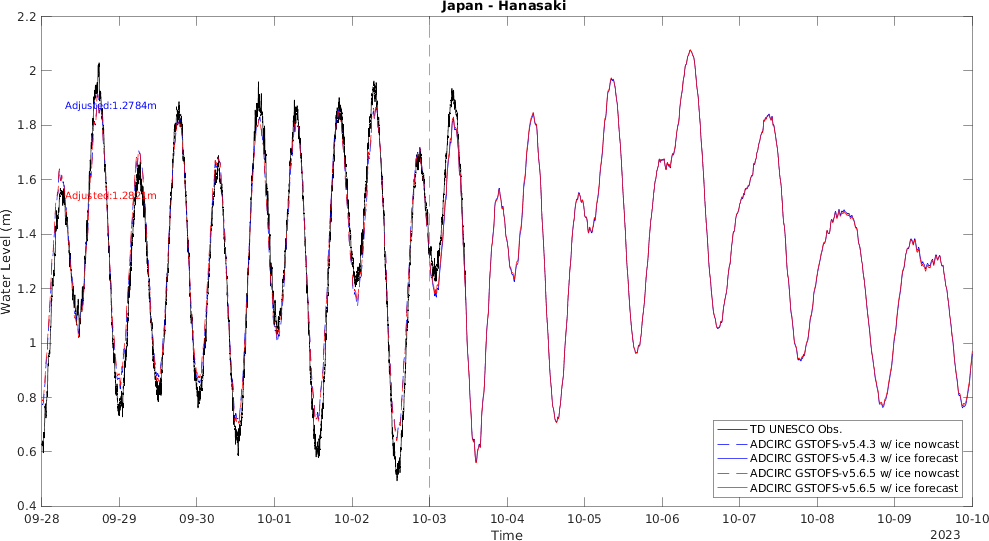 Japan - Hanasaki
2.2
2
1.8
1.6
1.4
1.2
1
0.8
0.6
0.4
Water Level (m)
Adjusted:1.2784m
TD UNESCO Obs.
ADCIRC GSTOFS-v5.4.3 w/ ice nowcast
ADCIRC GSTOFS-v5.4.3 w/ ice forecast
ADCIRC GSTOFS-v5.6.5 w/ ice nowcast
ADCIRC GSTOFS-v5.6.5 w/ ice forecast
09-28 09-29 09-30 10-01 10-02 10-03 10-04 10-05 10-06 10-07 10-08 10-09 10-10
Time
2023